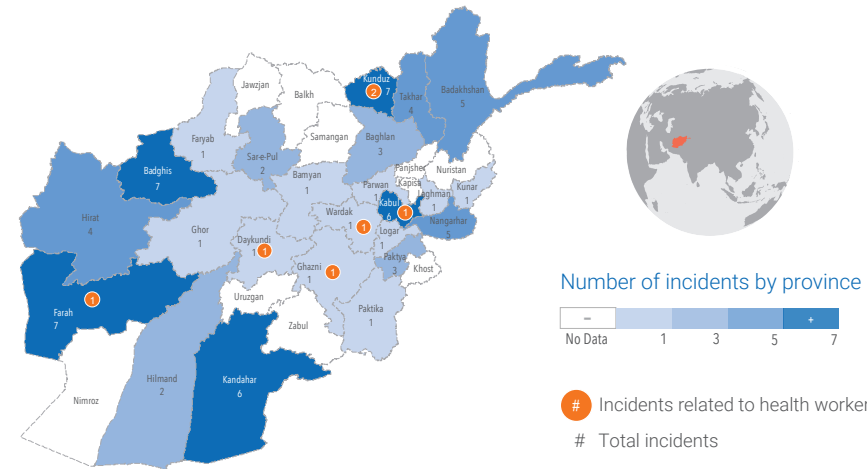 Kunduz
7
2
Jawzjan
Balkh
Takhar
4
Badakhshan
5
Faryab
1
Samangan
Baghlan
3
Sar-e-Pul
2
Badghis
7
Panjsher
Nuristan
Bamyan
1
Parwan
1
Kapisa
1
Kunar
1
Laghman
1
Kabul
6
1
Hirat
4
Wardak
1
1
Nangarhar
5
Ghor
1
Logar
1
Daykundi
1
1
Paktya
3
Ghazni
1
1
Khost
Farah
7
1
Uruzgan
Zabul
Paktika
1
Hilmand
2
Kandahar
6
Nimroz
Number of incidents by province
– +
No Data 1 3 5 7
# Incidents related to health worker
# Total incidents